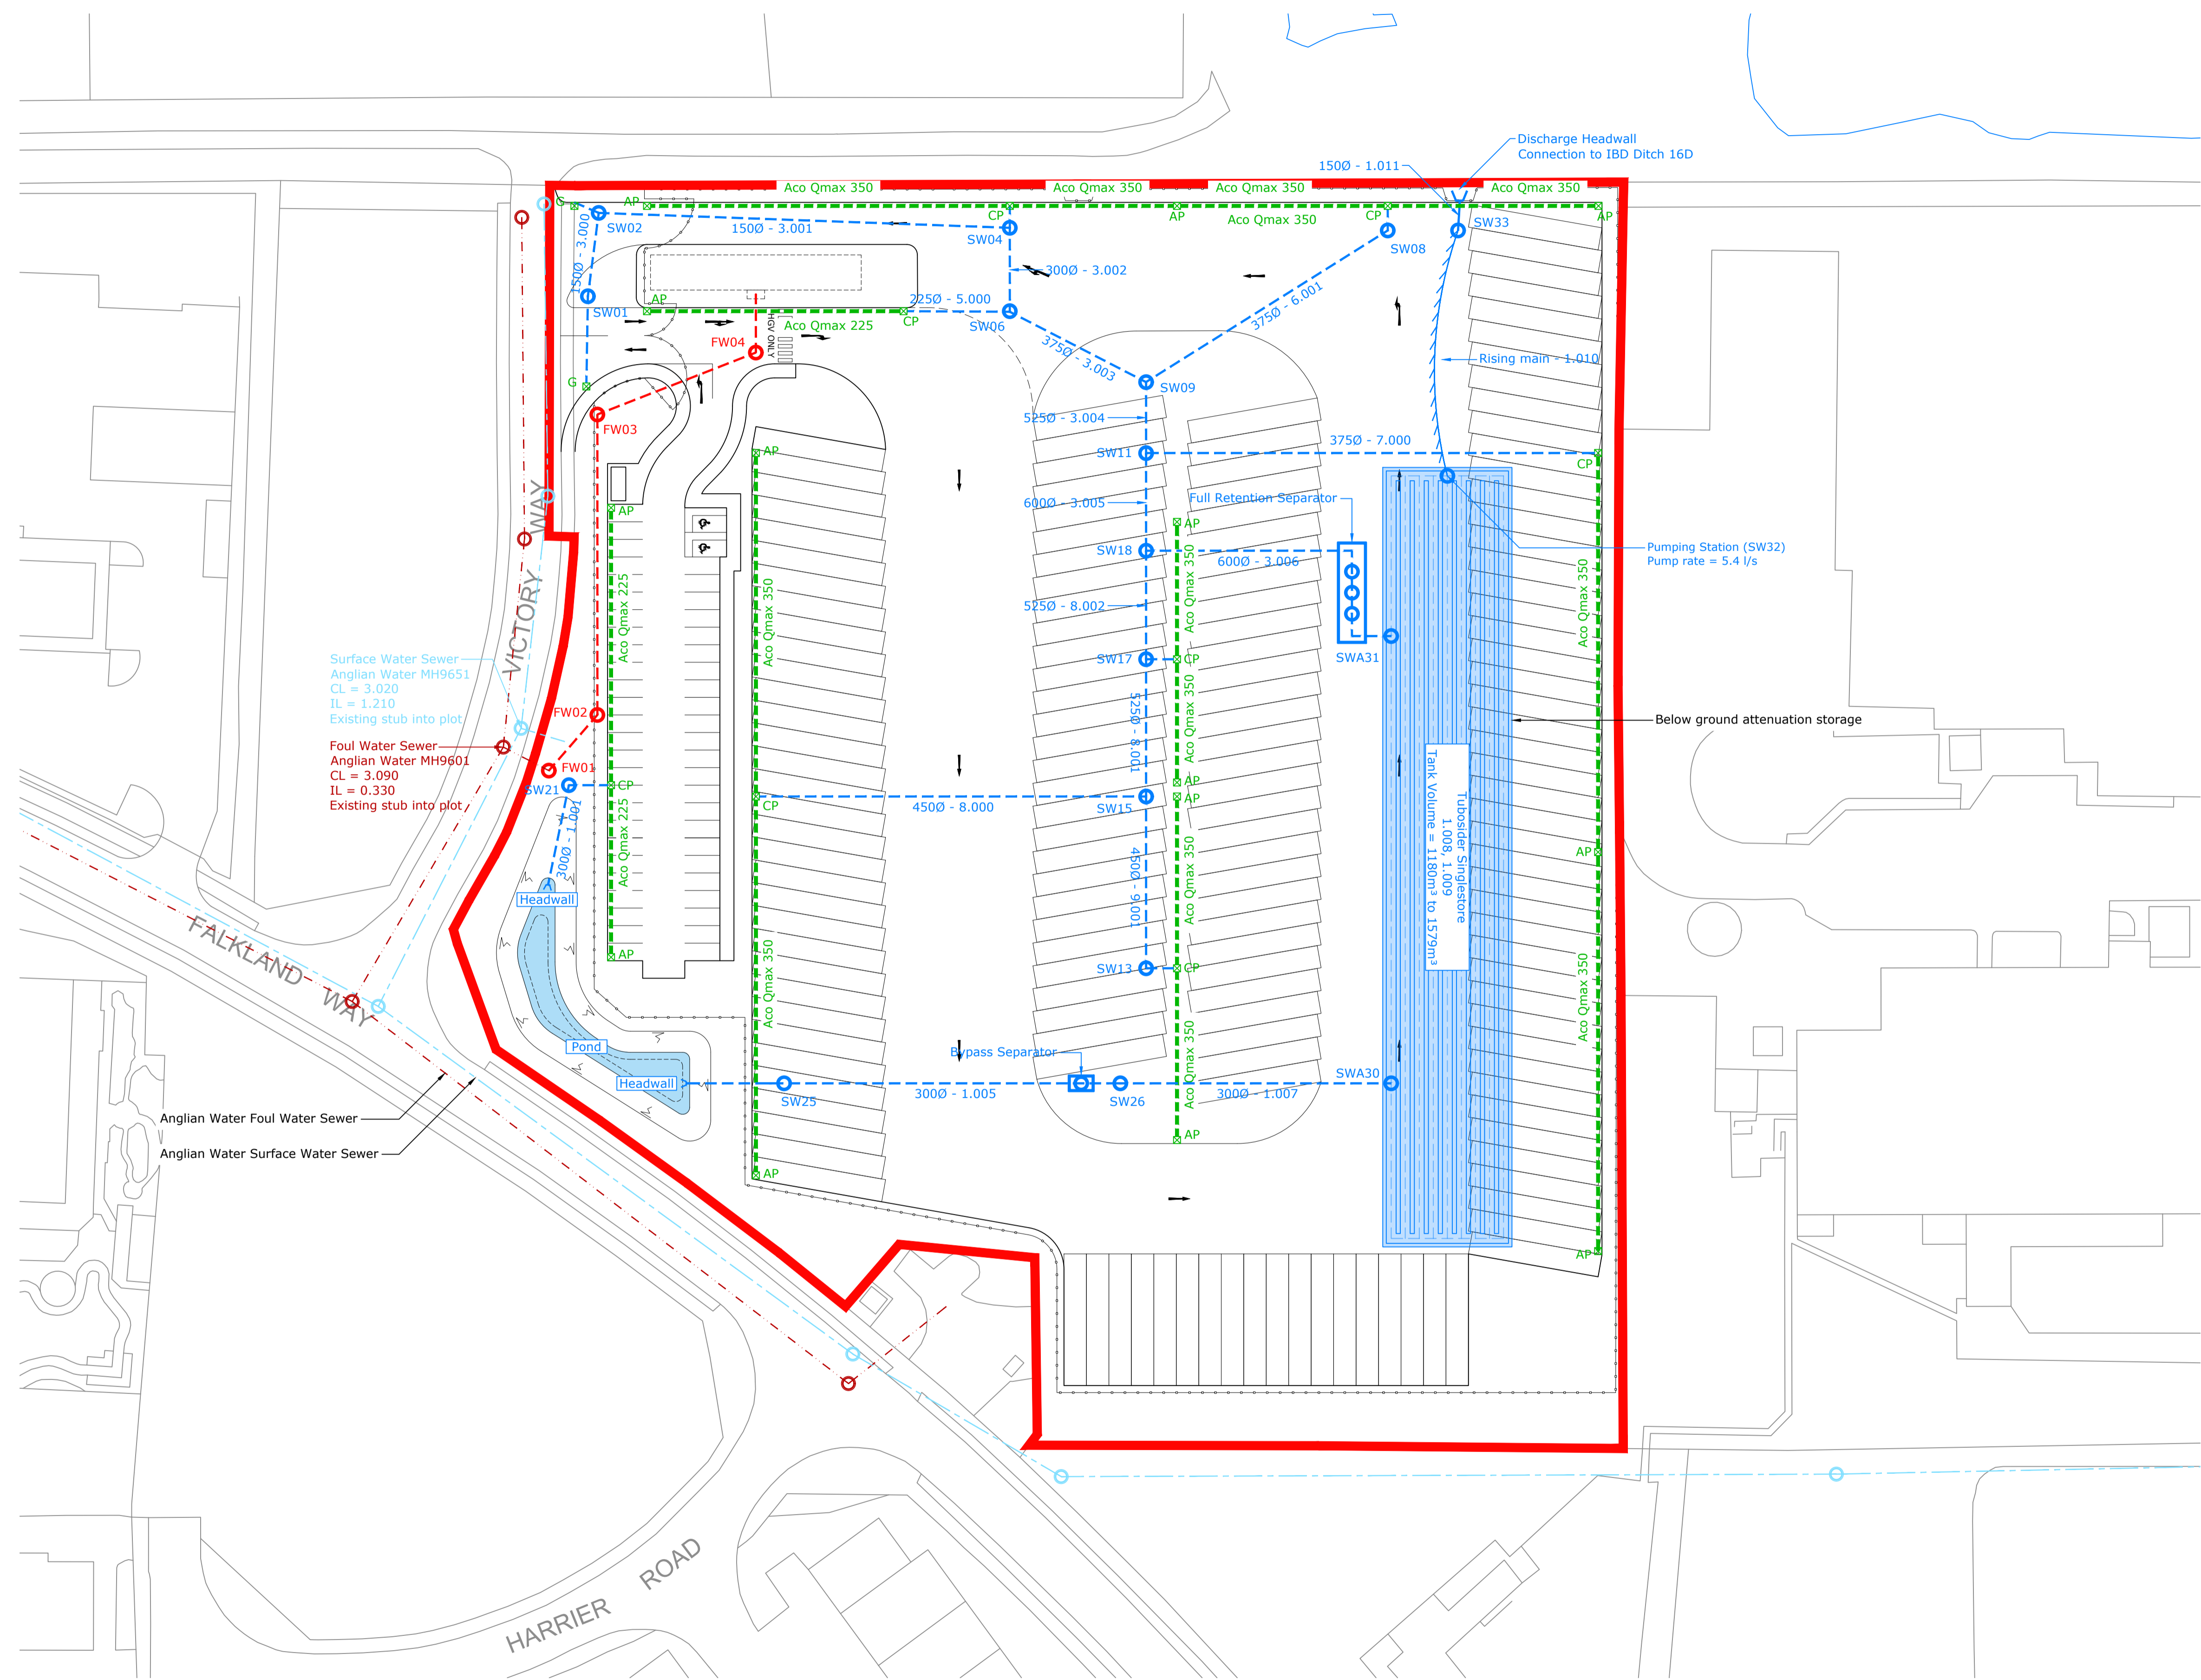 Discharge Headwall
Connection to IBD Ditch 16D
150Ø - 1.011
Aco Qmax 350
Aco Qmax 350
Aco Qmax 350
Aco Qmax 350
G
AP
CP
AP
CP
AP
Aco Qmax 350
SW02
150Ø - 3.001
SW04
SW08
SW33
150Ø - 3.000
300Ø - 3.002
375Ø - 6.001
SW01
AP
225Ø - 5.000
Aco Qmax 225
CP
SW06
HGV ONLY
FW04
375Ø - 3.003
Rising main - 1.010
G
SW09
FW03
525Ø - 3.004
375Ø - 7.000
AP
SW11
CP
600Ø - 3.005
Full Retention Separator
AP
AP
SW18
600Ø - 3.006
Pumping Station (SW32)
Pump rate = 5.4 l/s
VICTORY WAY
Aco Qmax 225
Aco Qmax 350
525Ø - 8.002
Aco Qmax 350
Aco Qmax 350
SW17
CP
SWA31
Surface Water Sewer
Anglian Water MH9651
CL = 3.020
IL = 1.210
Existing stub into plot
FW02
525Ø - 8.001
Aco Qmax 350
Below ground attenuation storage
Foul Water Sewer
Anglian Water MH9601
CL = 3.090
IL = 0.330
Existing stub into plot
FW01
SW21
CP
CP
450Ø - 8.000
SW15
AP
AP
Tubosider Singlestore
1.008, 1.009
Tank Volume = 1180m³ to 1579m³
300Ø - 1.001
Aco Qmax 225
AP
Headwall
450Ø - 9.001
Aco Qmax 350
AP
Aco Qmax 350
SW13
CP
Aco Qmax 350
FALKLAND WAY
Pond
Bypass Separator
Aco Qmax 350
Headwall
SW25
300Ø - 1.005
SW26
300Ø - 1.007
SWA30
Anglian Water Foul Water Sewer
Anglian Water Surface Water Sewer
AP
AP
AP
HARRIER ROAD